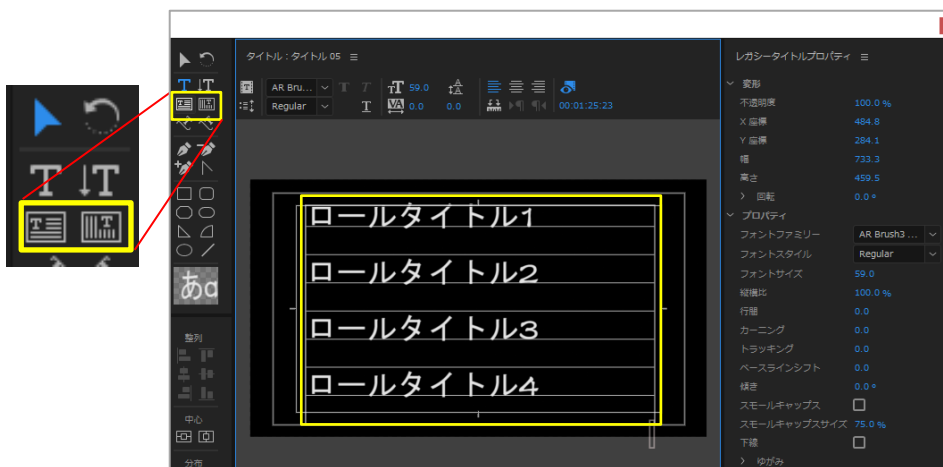 タイトル : タイトル 05
AR Bru...
59.0
Regular
0.0
0.0
00:01:25:23
あa
整列
中心
分布
ロールタイトル1
ロールタイトル2
ロールタイトル3
ロールタイトル4
レガシータイトルプロパティ
変形
不透明度 100.0 %
X 座標 484.8
Y 座標 284.1
幅 733.3
高さ 459.5
回転 0.0 °
プロパティ
フォントファミリー AR Brush3 ...
フォントスタイル Regular
フォントサイズ 59.0
縦横比 100.0 %
行間 0.0
カーニング 0.0
トラッキング 0.0
ベースラインシフト 0.0
傾き 0.0 °
スモールキャップス
スモールキャップスサイズ 75.0 %
下線
ゆがみ